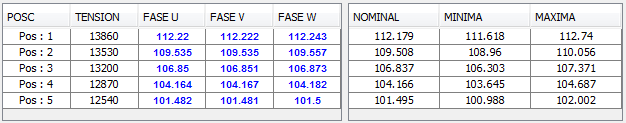 POSC TENSION FASE U FASE V FASE W NOMINAL MINIMA MAXIMA
Pos : 1 13860 112.22 112.222 112.243 112.179 111.618 112.74
Pos : 2 13530 109.535 109.535 109.557 109.508 108.96 110.056
Pos : 3 13200 106.85 106.851 106.873 106.837 106.303 107.371
Pos : 4 12870 104.164 104.167 104.182 104.166 103.645 104.687
Pos : 5 12540 101.482 101.481 101.5 101.495 100.988 102.002